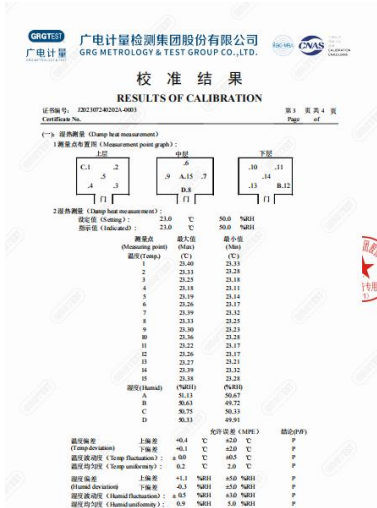 GRGTEST
广电计量
广电计量检测集团股份有限公司
GRG METROLOGY & TEST GROUP CO.,LTD.
ilac-MRA
CNAS
校 准 结 果
RESULTS OF CALIBRATION
证书编号: J202307240202A-0003
第 3 页 共 4 页
Certificate No.
Page of
(一): 湿热测量 (Damp heat measurement)
1 测量点布置图 (Measurement point graph):
上层 中层 下层
C.1 .2
.5
.4 .3
门
.6
.9 A.15 .7
D.8
门
.10 .11
.14
.13 B.12
门
2 湿热测量 (Damp heat measurement):
设定值 (Setting): 23.0 ℃ 50.0 %RH
指示值 (Indicated): 23.0 ℃ 50.0 %RH
测量点 最大值 最小值
(Measuring point) (Max) (Min)
温度(Temp.) (℃) (℃)
1 23.40 23.33
2 23.33 23.28
3 23.25 23.18
4 23.18 23.11
5 23.19 23.14
6 23.26 23.17
7 23.39 23.32
8 23.33 23.25
9 23.30 23.23
10 23.36 23.28
11 23.22 23.17
12 23.26 23.17
13 23.27 23.21
14 23.39 23.32
15 23.38 23.28
湿度(Humid) (%RH) (%RH)
A 51.13 50.67
B 50.63 49.72
C 50.75 50.33
D 50.33 49.91
允许误差 (MPE) 结论(P/F)
温度偏差 上偏差 +0.4 ℃ ±2.0 ℃ P
(Temp deviation) 下偏差 +0.1 ℃ ±2.0 ℃ P
温度波动度 (Temp fluctuation): ± 0.0 ℃ ±0.5 ℃ P
温度均匀度 (Temp uniformity): 0.2 ℃ 2.0 ℃ P
湿度偏差 上偏差 +1.1 %RH ±5.0 %RH P
(Humid deviation) 下偏差 -0.3 %RH ±5.0 %RH P
湿度波动度 (Humid fluctuation): ± 0.5 %RH ±3.0 %RH P
湿度均匀度 (Humid uniformity): 0.9 %RH 5.0 %RH P